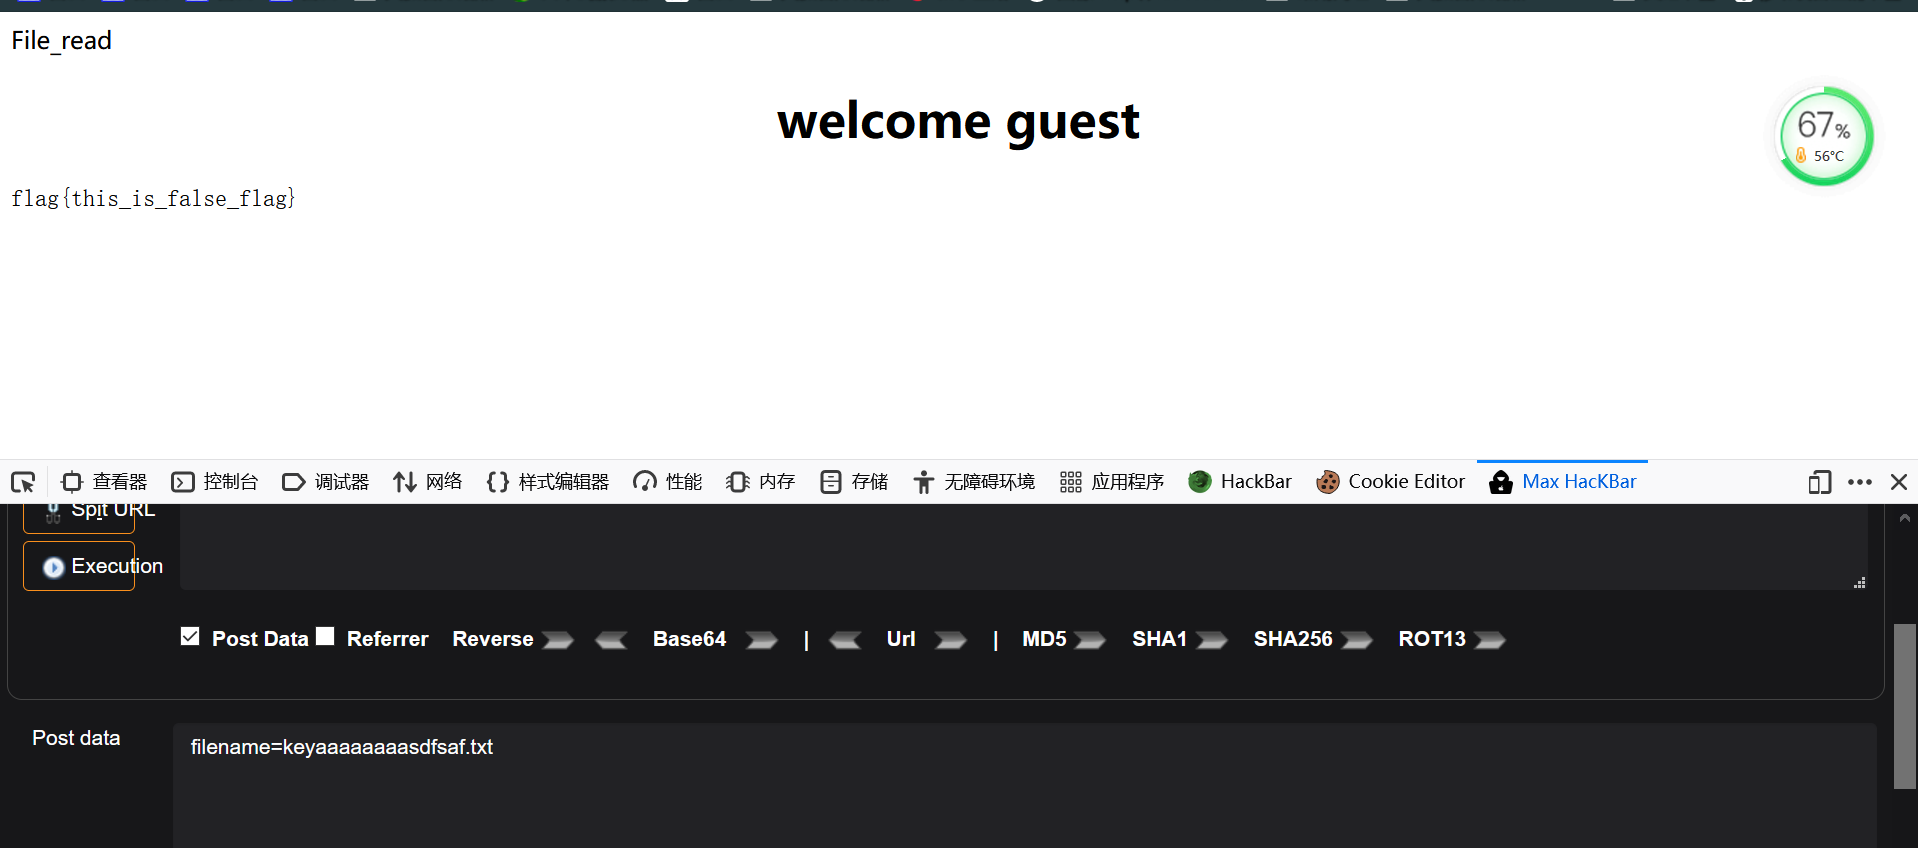 File_read
welcome guest
67%
56°C
flag{this_is_false_flag}
查看器 控制台 调试器 网络 样式编辑器 性能 内存 存储 无障碍环境 应用程序 HackBar Cookie Editor Max HacKBar
Spit URL
Execution
Post Data Referrer Reverse Base64 | Url | MD5 SHA1 SHA256 ROT13
Post data
filename=keyaaaaaaaasdfsaf.txt